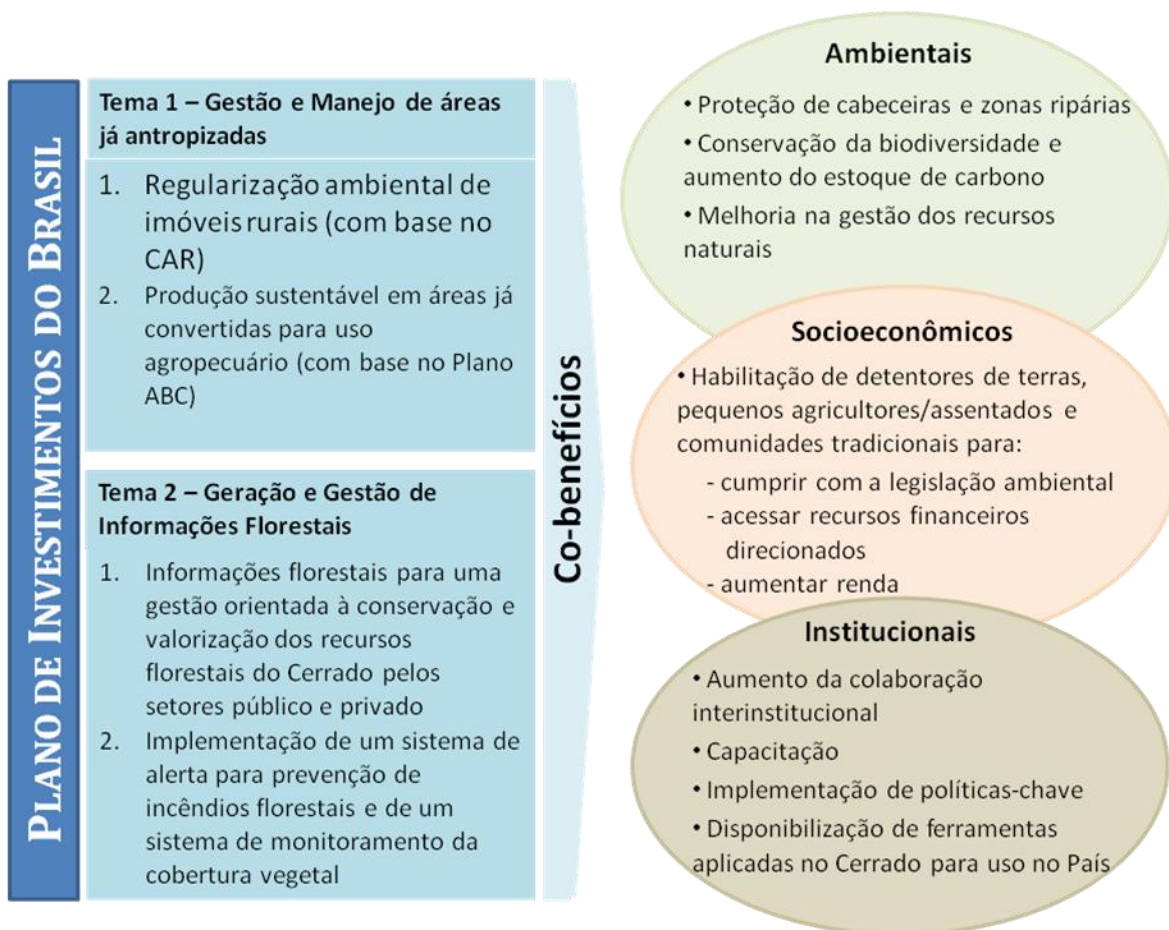 PLANO DE INVESTIMENTOS DO BRASIL
Tema 1 – Gestão e Manejo de áreas
já antropizadas
1. Regularização ambiental de
imóveis rurais (com base no
CAR)
2. Produção sustentável em áreas já
convertidas para uso
agropecuário (com base no Plano
ABC)
Tema 2 – Geração e Gestão de
Informações Florestais
1. Informações florestais para uma
gestão orientada à conservação e
valorização dos recursos
florestais do Cerrado pelos
setores público e privado
2. Implementação de um sistema de
alerta para prevenção de
incêndios florestais e de um
sistema de monitoramento da
cobertura vegetal
Co-benefícios
Ambientais
• Proteção de cabeceiras e zonas ripárias
• Conservação da biodiversidade e
aumento do estoque de carbono
• Melhoria na gestão dos recursos
naturais
Socioeconômicos
• Habilitação de detentores de terras,
pequenos agricultores/assentados e
comunidades tradicionais para:
- cumprir com a legislação ambiental
- acessar recursos financeiros
direcionados
- aumentar renda
Institucionais
• Aumento da colaboração
interinstitucional
• Capacitação
• Implementação de políticas-chave
• Disponibilização de ferramentas
aplicadas no Cerrado para uso no País